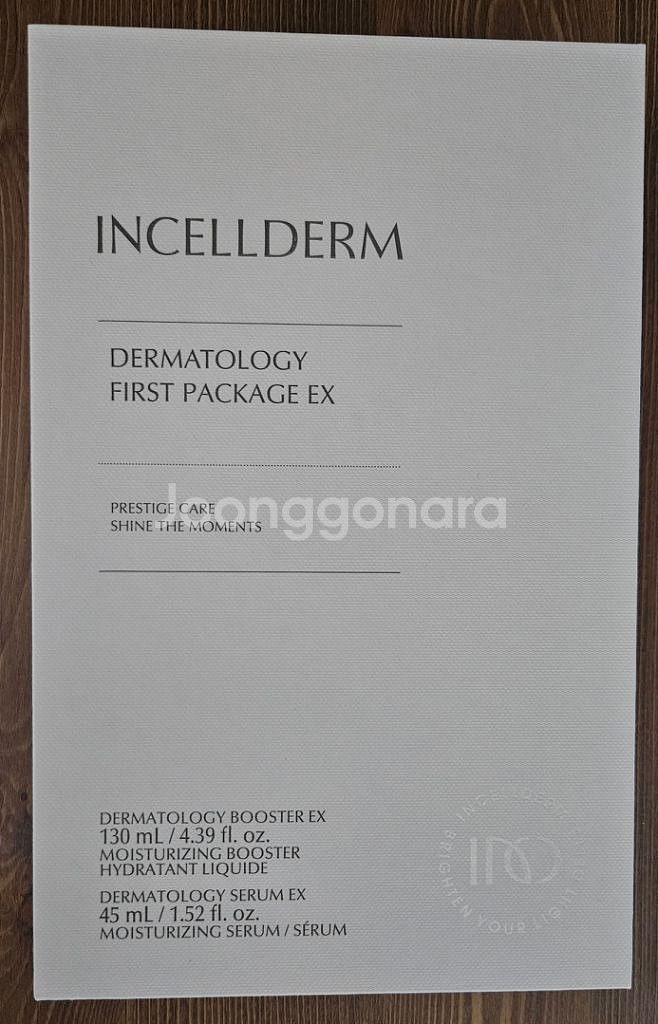 INCELLDERM
DERMATOLOGY
FIRST PACKAGE EX
PRESTIGE CARE
SHINE THE MOMENTS
Joonggonara
DERMATOLOGY BOOSTER EX
130 mL / 4.39 fl. oz.
MOISTURIZING BOOSTER
HYDRATANT LIQUIDE
DERMATOLOGY SERUM EX
45 mL / 1.52 fl. oz.
MOISTURIZING SERUM / SÉRUM
INCELLDERM
BRIGHTEN YOUR LIGHT